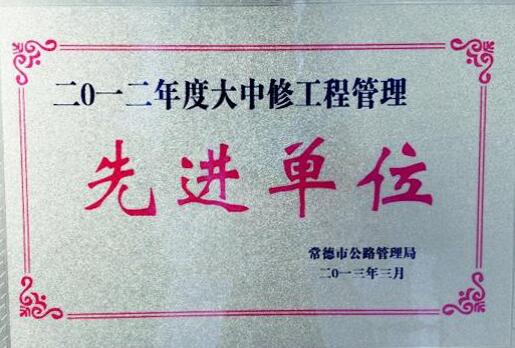 二0一二年度大中修工程管理
先进单位
常德市公路管理局
二0一三年三月